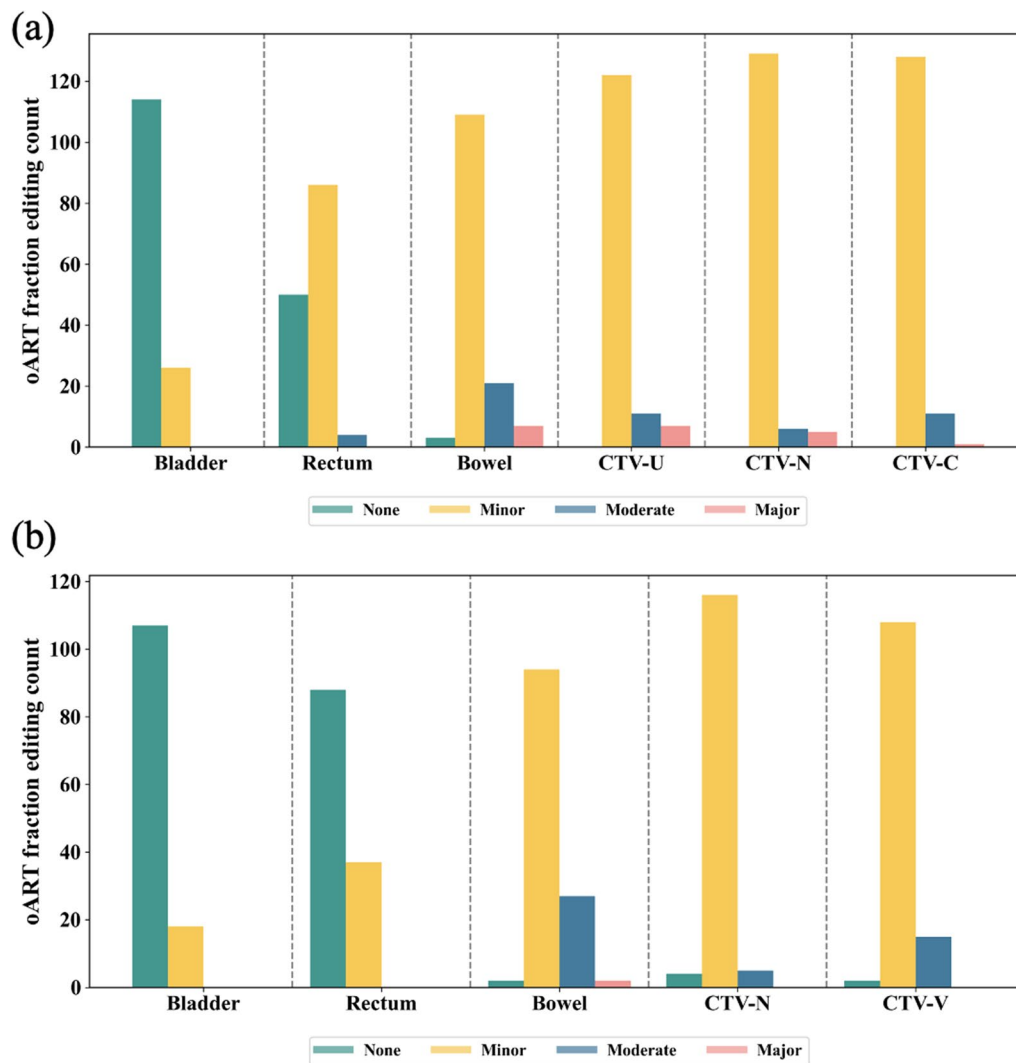 (a)
oART fraction editing count
120
100
80
60
40
20
0
Bladder Rectum Bowel CTV-U CTV-N CTV-C
None Minor Moderate Major
(b)
oART fraction editing count
120
100
80
60
40
20
0
Bladder Rectum Bowel CTV-N CTV-V
None Minor Moderate Major